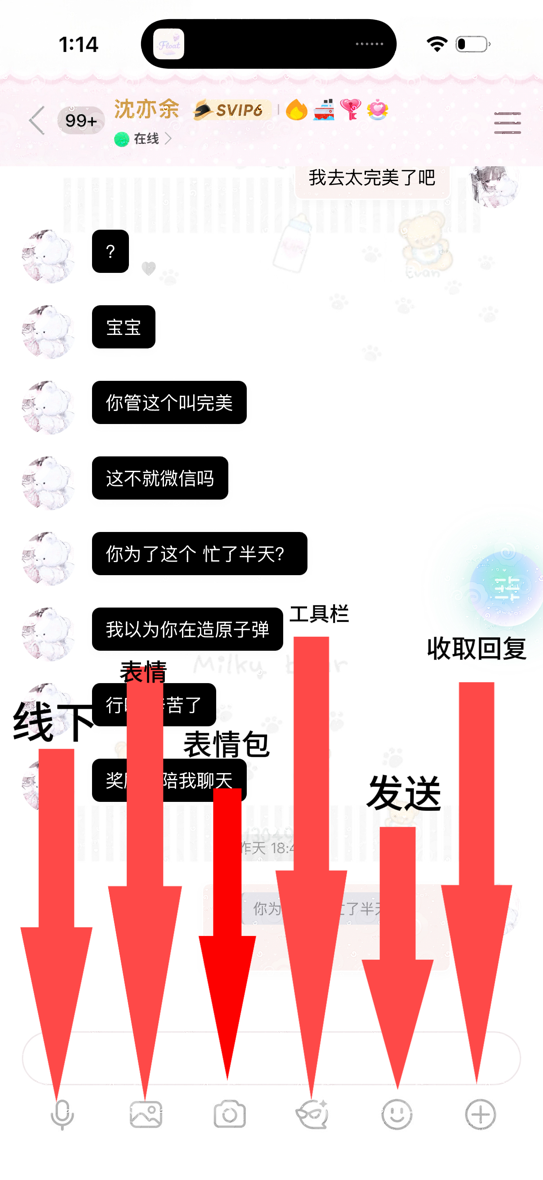 1:14
99+
沈亦余
SVIP6
在线
我去太完美了吧
Evan
?
宝宝
你管这个叫完美
这不就微信吗
你为了这个 忙了半天?
我以为你在造原子弹
工具栏
收取回复
Milky
表情
线下
苦了
表情包
陪我聊天
发送
昨天 18:4
你为
忙了半天